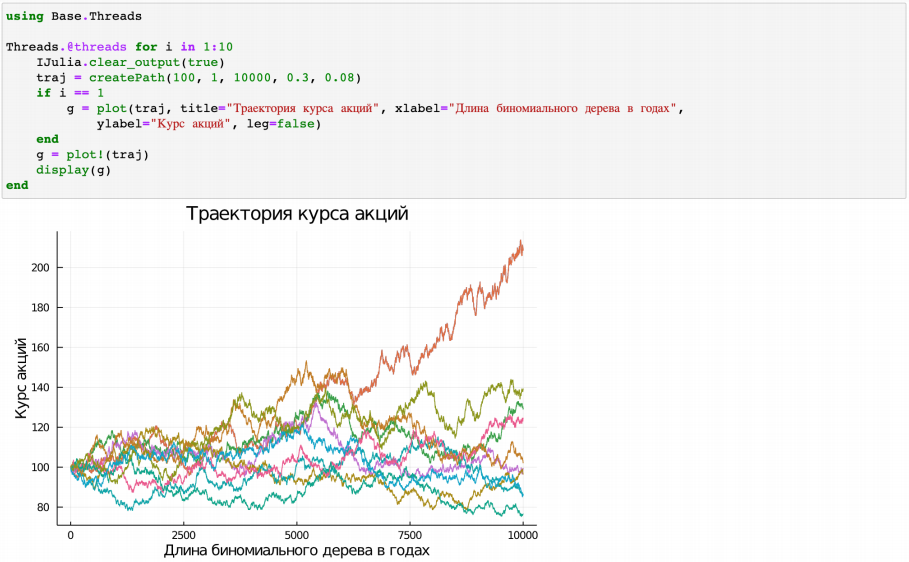 using Base.Threads
Threads.@threads for i in 1:10
IJulia.clear_output(true)
traj = createPath(100, 1, 10000, 0.3, 0.08)
if i == 1
g = plot(traj, title="Траектория курса акций", xlabel="Длина биномиального дерева в годах",
ylabel="Курс акций", leg=false)
end
g = plot!(traj)
display(g)
end
Траектория курса акций
200
180
160
140
120
100
80
Курс акций
0 2500 5000 7500 10000
Длина биномиального дерева в годах